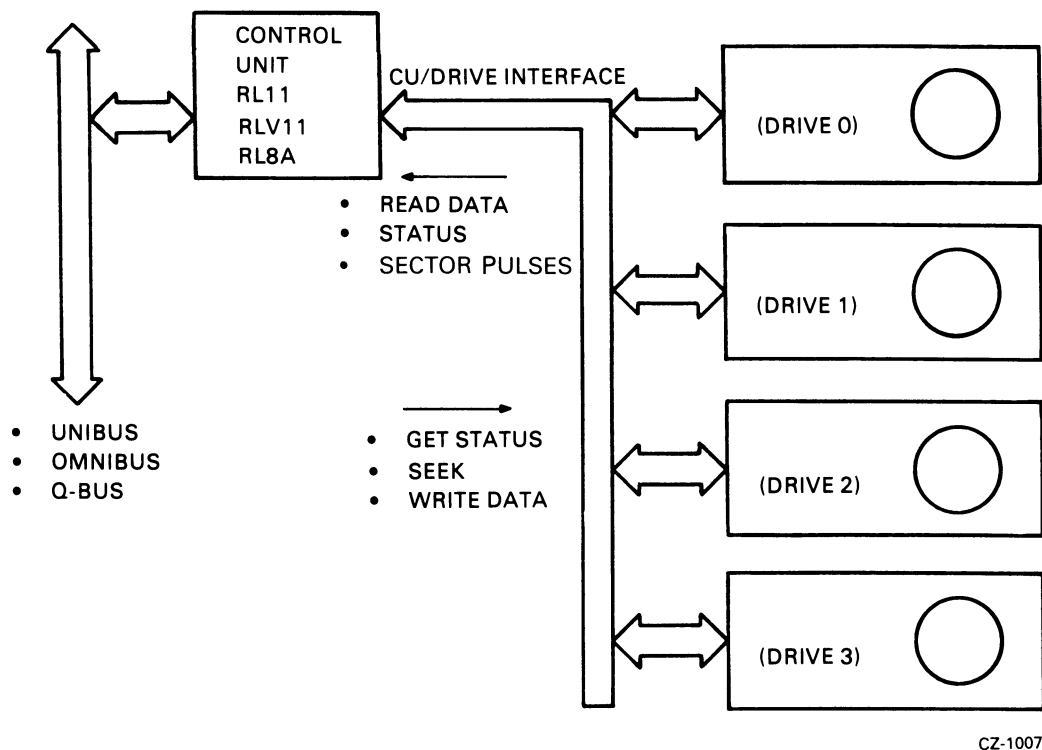 CONTROL
UNIT
RL11
RLV11
RL8A
CU/DRIVE INTERFACE
(DRIVE 0)
• READ DATA
• STATUS
• SECTOR PULSES
(DRIVE 1)
• UNIBUS
• OMNIBUS
• Q-BUS
• GET STATUS
• SEEK
• WRITE DATA
(DRIVE 2)
(DRIVE 3)
CZ-1007